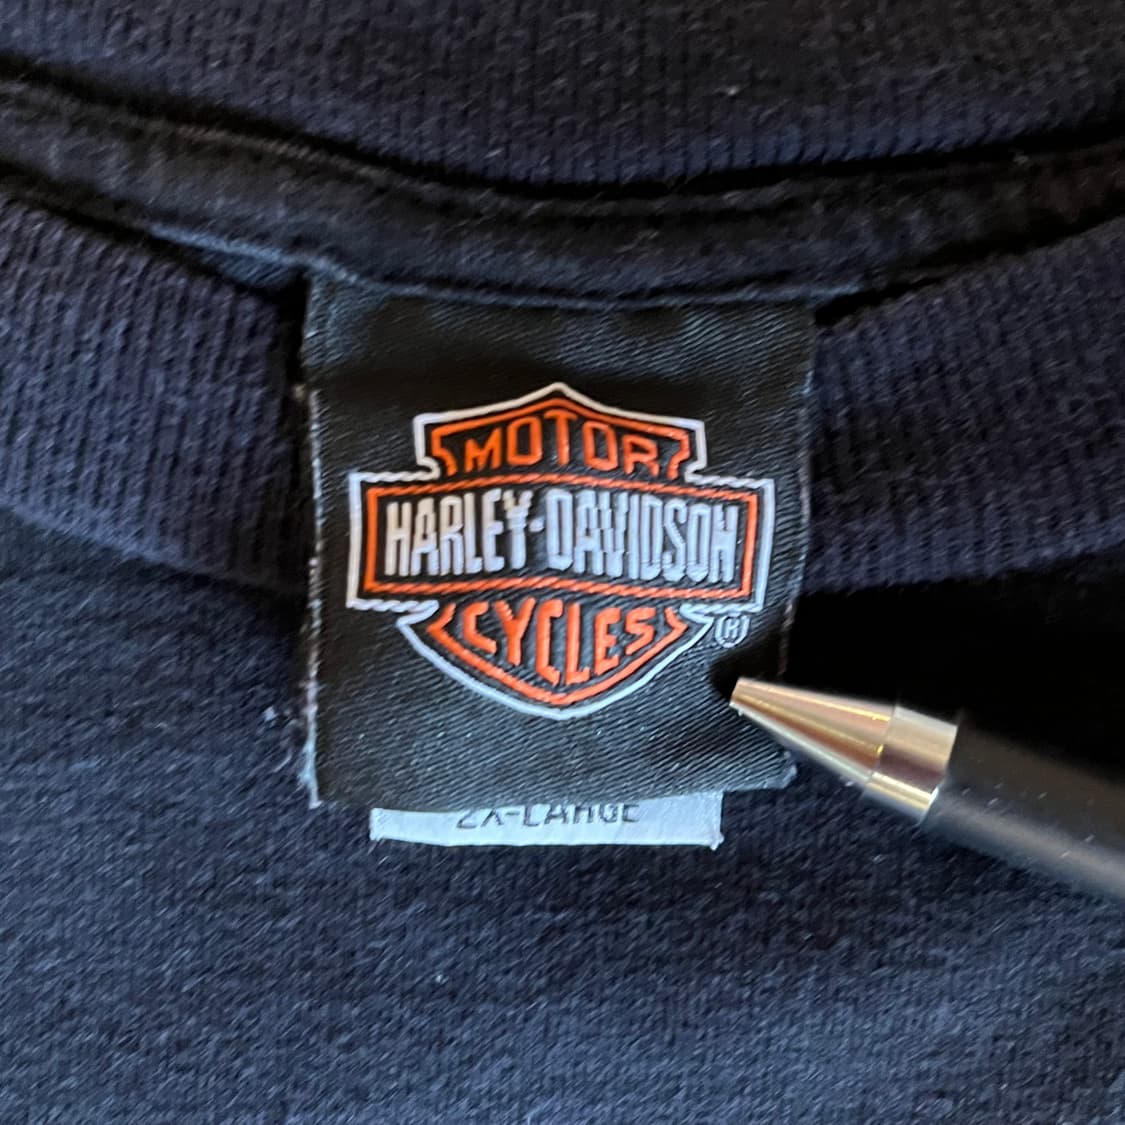 MOTOR
HARLEY-DAVIDSON
CYCLES
®
2X-LARGE